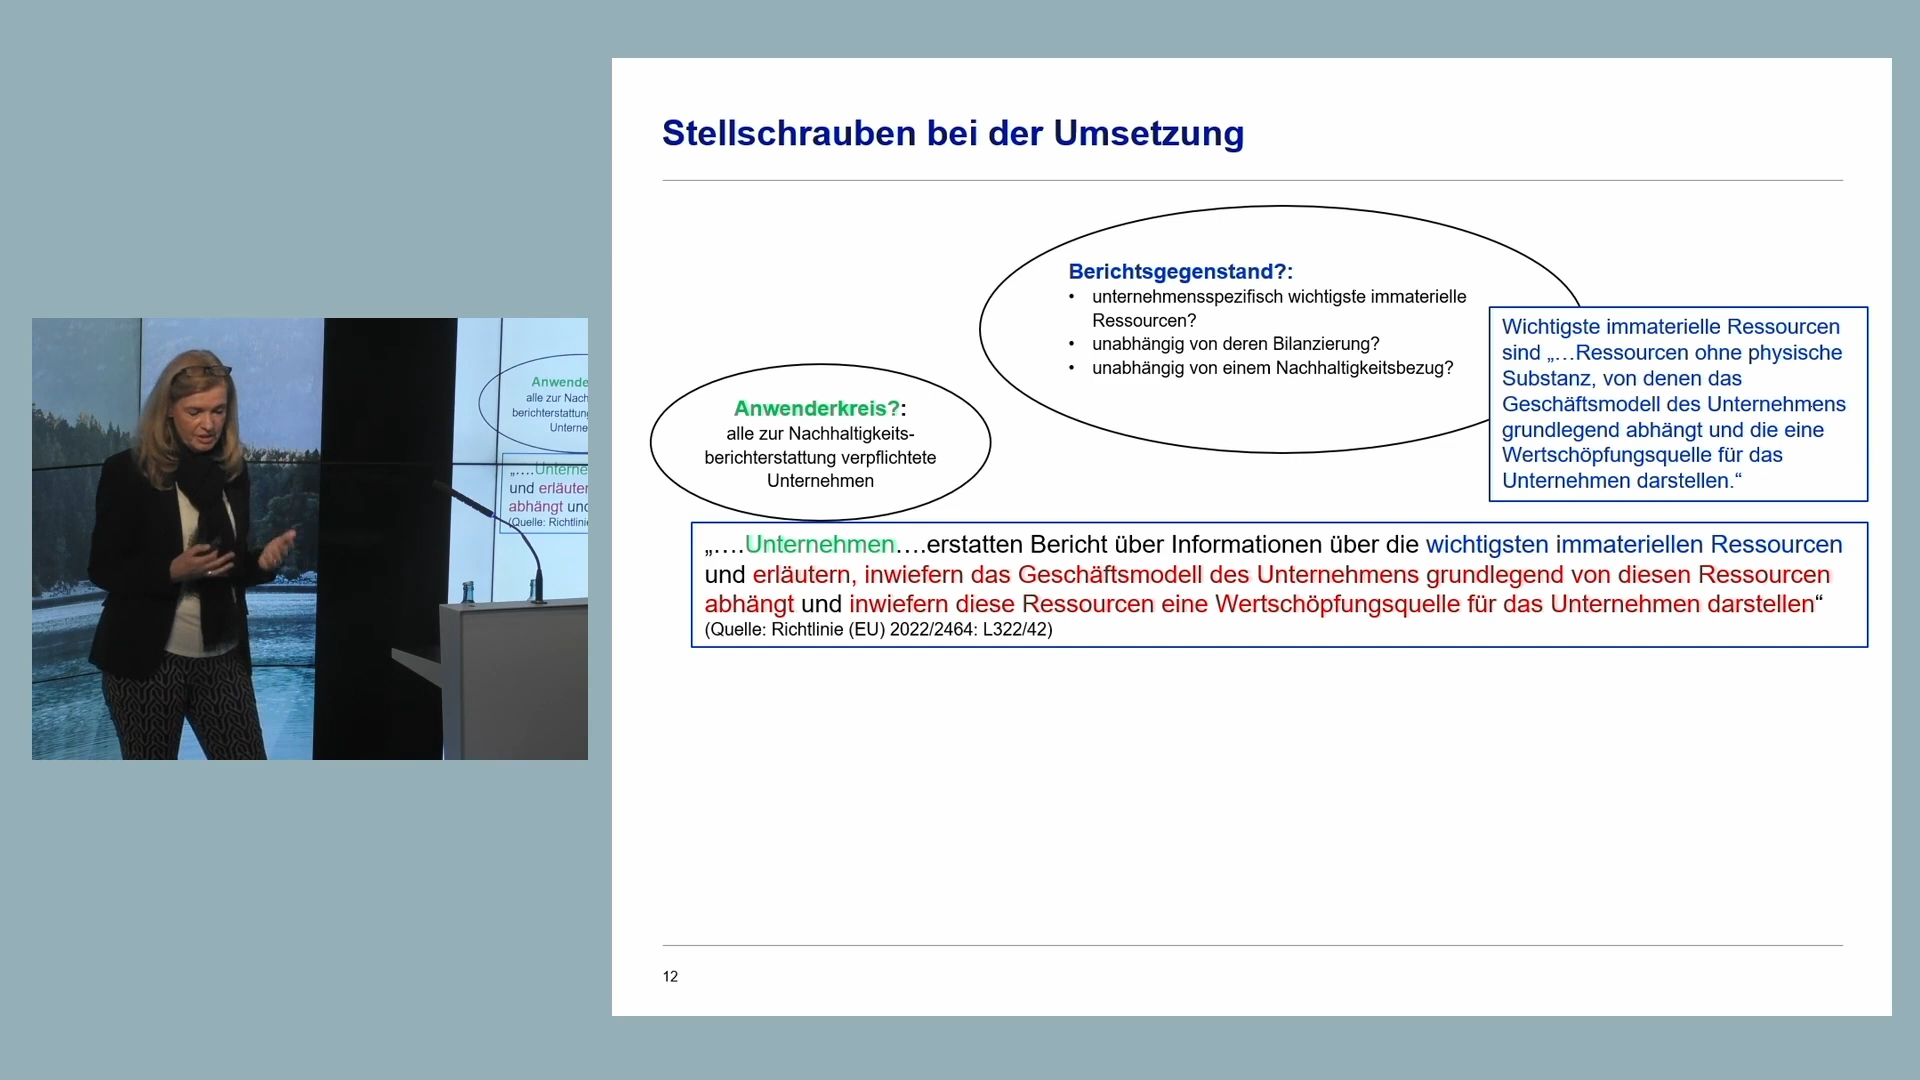 Stellschrauben bei der Umsetzung
Berichtsgegenstand?:
• unternehmensspezifisch wichtigste immaterielle
Ressourcen?
• unabhängig von deren Bilanzierung?
• unabhängig von einem Nachhaltigkeitsbezug?
Wichtigste immaterielle Ressourcen
sind „…Ressourcen ohne physische
Substanz, von denen das
Geschäftsmodell des Unternehmens
grundlegend abhängt und die eine
Wertschöpfungsquelle für das
Unternehmen darstellen.“
Anwenderkreis?:
alle zur Nachhaltigkeits-
berichterstattung verpflichtete
Unternehmen
„….Unternehmen….erstatten Bericht über Informationen über die wichtigsten immateriellen Ressourcen
und erläutern, inwiefern das Geschäftsmodell des Unternehmens grundlegend von diesen Ressourcen
abhängt und inwiefern diese Ressourcen eine Wertschöpfungsquelle für das Unternehmen darstellen“
(Quelle: Richtlinie (EU) 2022/2464: L322/42)
12
Anwende
alle zur Nach
berichterstattung
Unterne
„….Unterne
und erläuter
abhängt und
(Quelle: Richtlinie